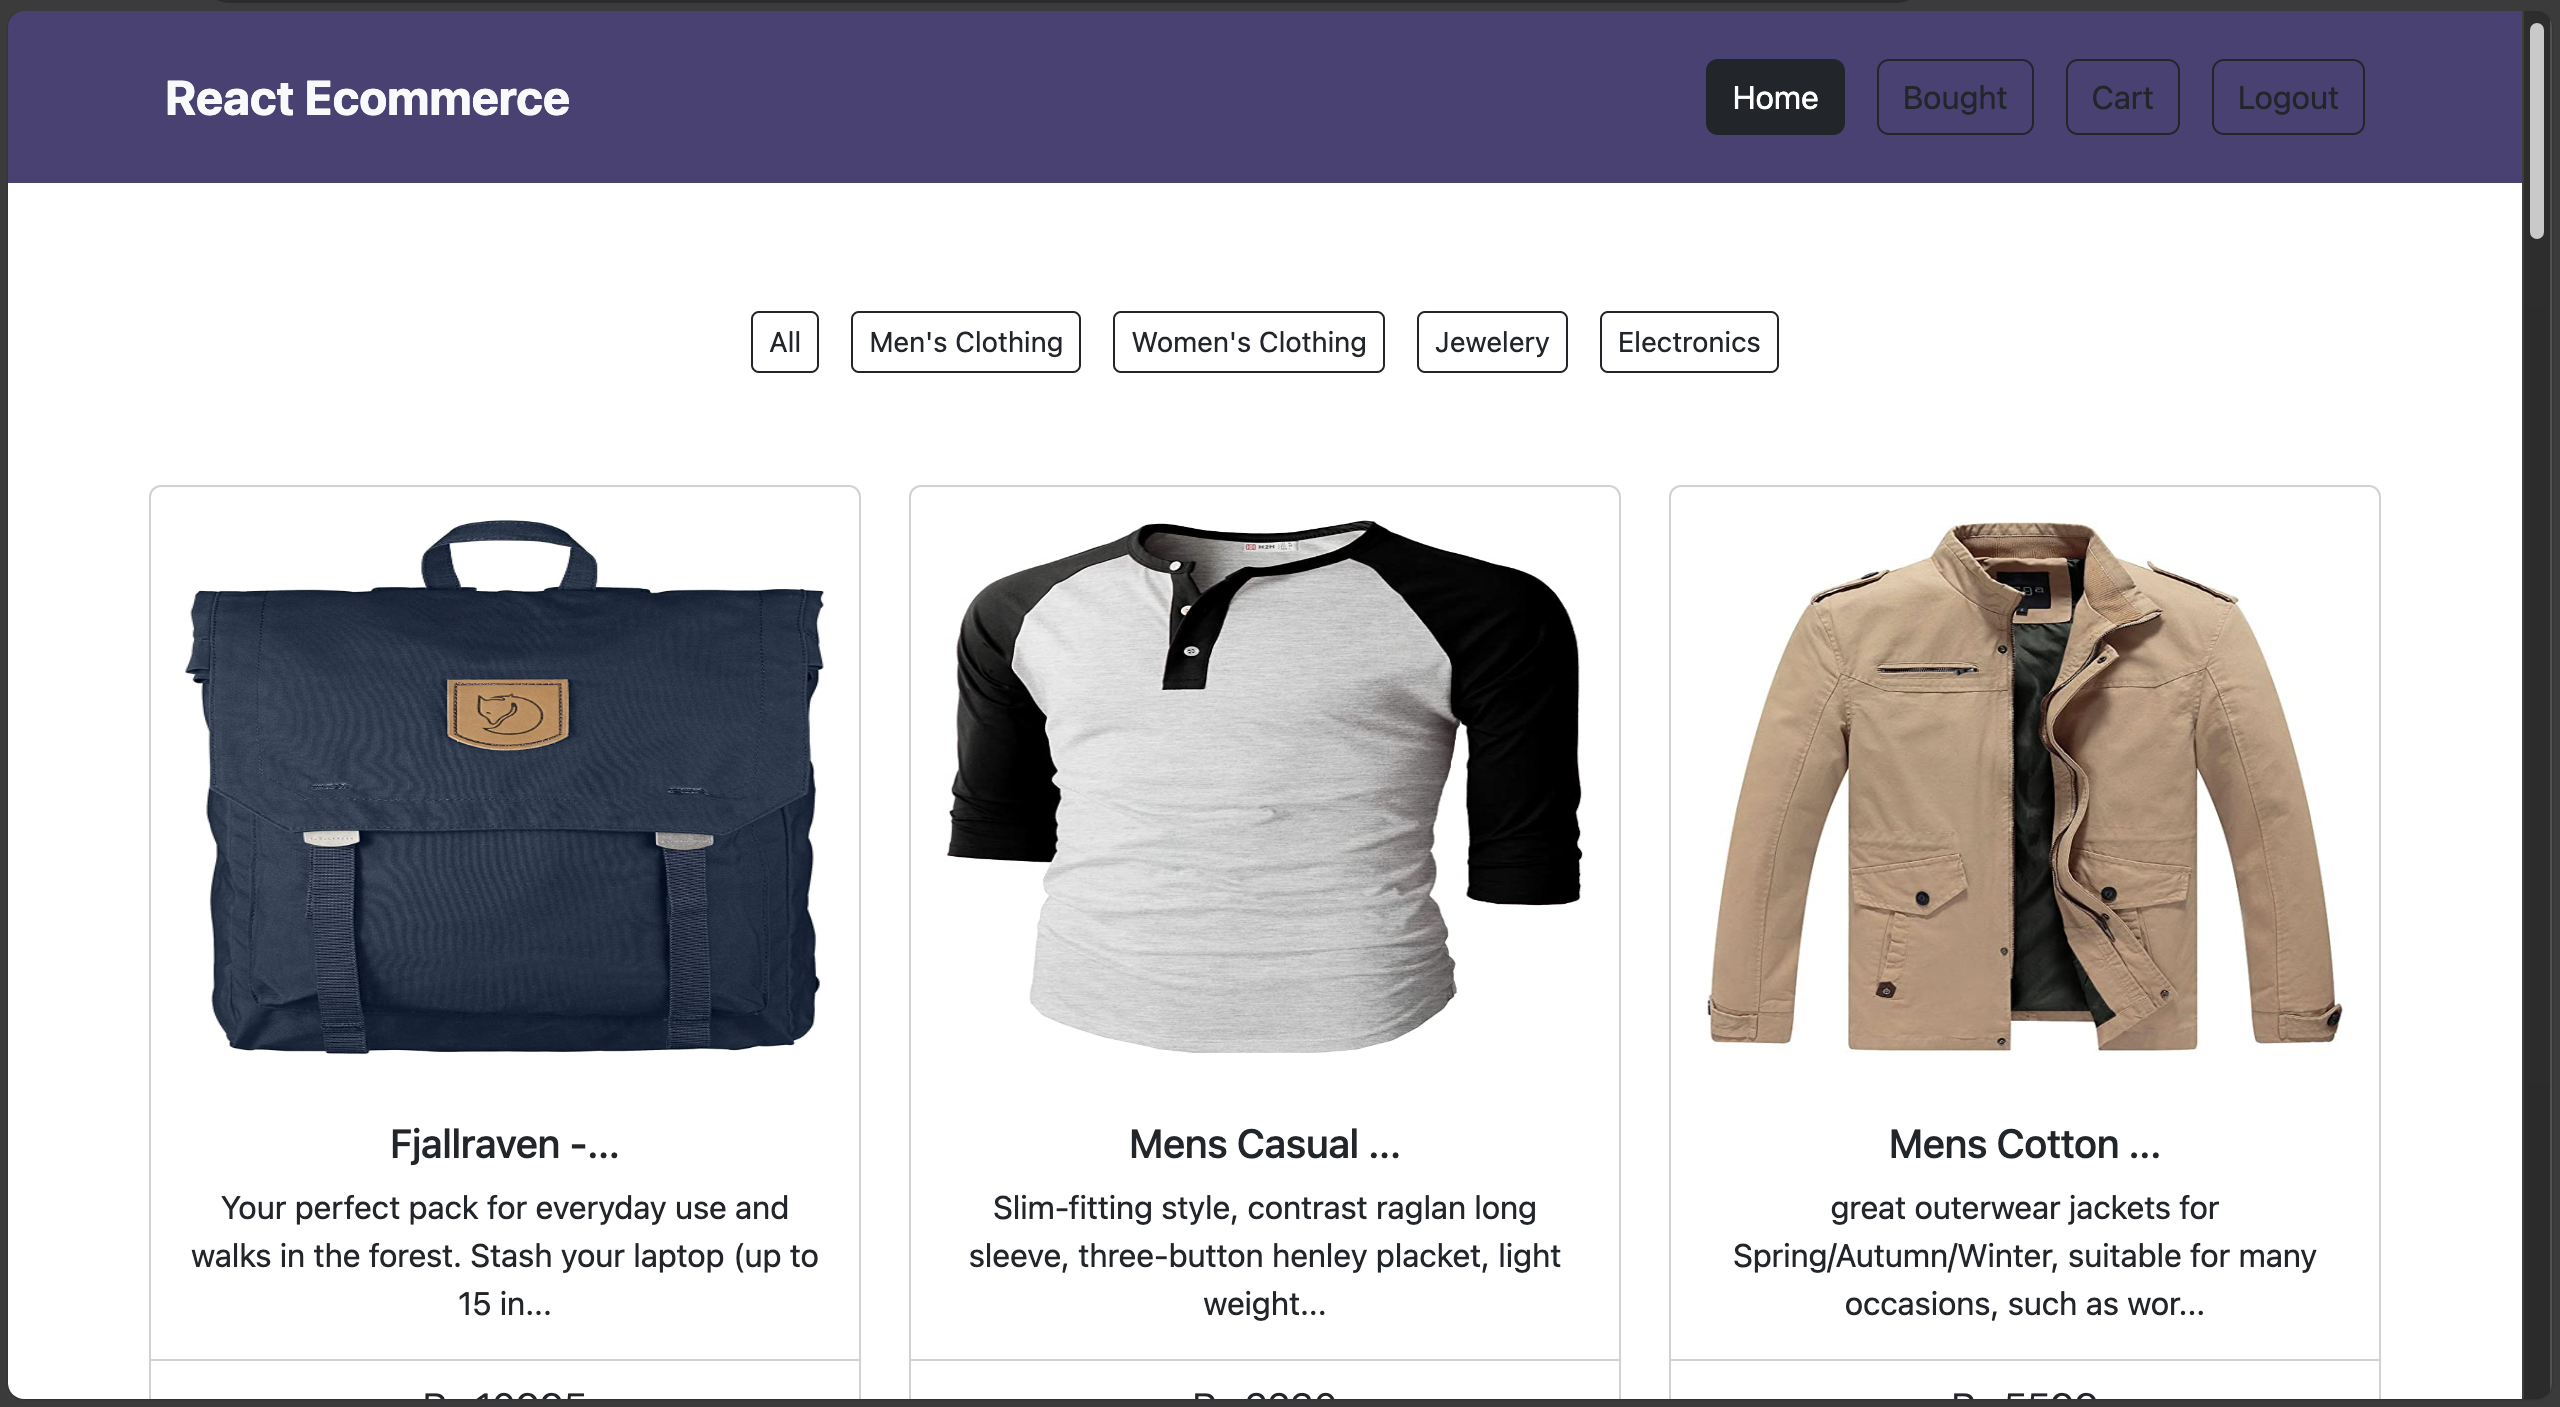 React Ecommerce
Home
Bought
Cart
Logout
All
Men's Clothing
Women's Clothing
Jewelery
Electronics
Fjallraven -...
Your perfect pack for everyday use and
walks in the forest. Stash your laptop (up to
15 in...
Mens Casual ...
Slim-fitting style, contrast raglan long
sleeve, three-button henley placket, light
weight...
Mens Cotton ...
great outerwear jackets for
Spring/Autumn/Winter, suitable for many
occasions, such as wor...